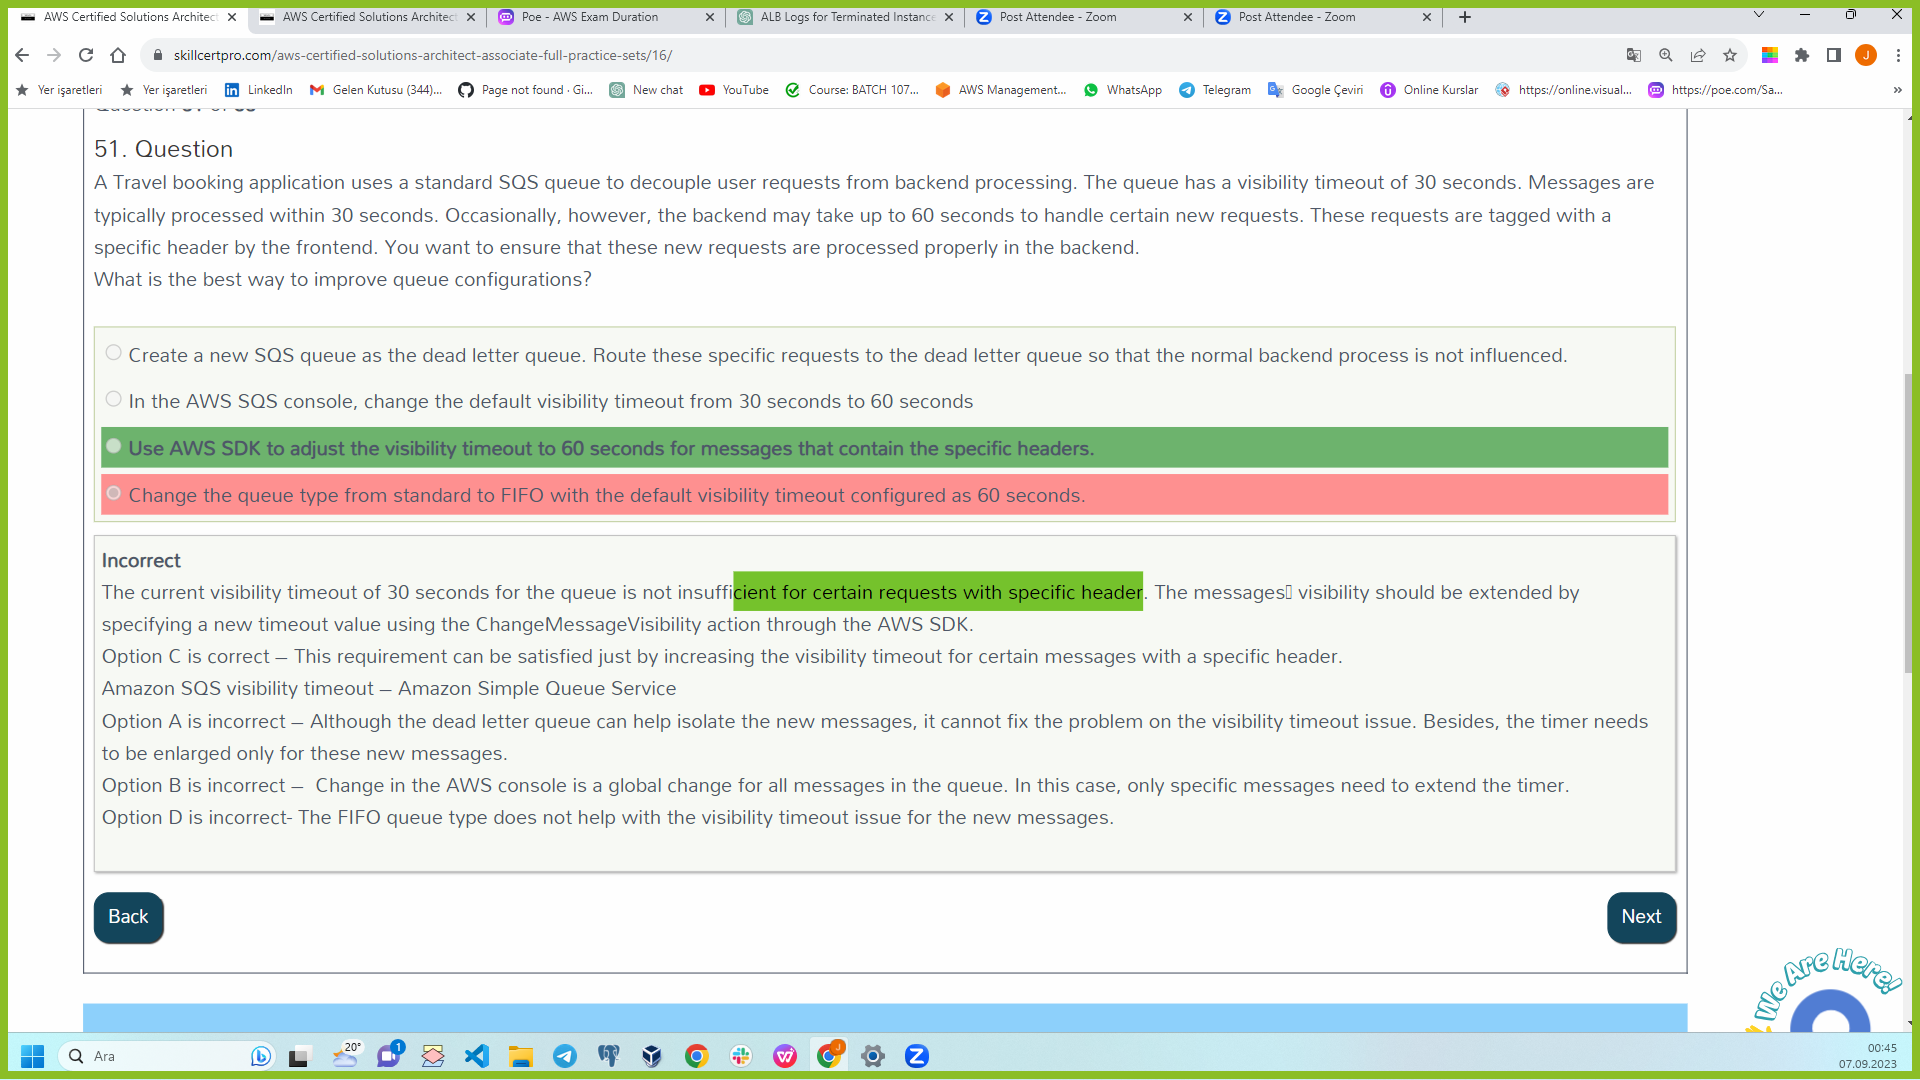 AWS Certified Solutions Architect
AWS Certified Solutions Architect
Poe - AWS Exam Duration
ALB Logs for Terminated Instance
Post Attendee - Zoom
Post Attendee - Zoom
skillcertpro.com/aws-certified-solutions-architect-associate-full-practice-sets/16/
J
Yer işaretleri
Yer işaretleri
LinkedIn
Gelen Kutusu (344)...
Page not found · Gi...
New chat
YouTube
Course: BATCH 107...
AWS Management...
WhatsApp
Telegram
Google Çeviri
Online Kurslar
https://online.visual...
https://poe.com/Sa...
»
51. Question
A Travel booking application uses a standard SQS queue to decouple user requests from backend processing. The queue has a visibility timeout of 30 seconds. Messages are
typically processed within 30 seconds. Occasionally, however, the backend may take up to 60 seconds to handle certain new requests. These requests are tagged with a
specific header by the frontend. You want to ensure that these new requests are processed properly in the backend.
What is the best way to improve queue configurations?
Create a new SQS queue as the dead letter queue. Route these specific requests to the dead letter queue so that the normal backend process is not influenced.
In the AWS SQS console, change the default visibility timeout from 30 seconds to 60 seconds
Use AWS SDK to adjust the visibility timeout to 60 seconds for messages that contain the specific headers.
Change the queue type from standard to FIFO with the default visibility timeout configured as 60 seconds.
Incorrect
The current visibility timeout of 30 seconds for the queue is not insufficient for certain requests with specific header. The messages▯ visibility should be extended by
specifying a new timeout value using the ChangeMessageVisibility action through the AWS SDK.
Option C is correct – This requirement can be satisfied just by increasing the visibility timeout for certain messages with a specific header.
Amazon SQS visibility timeout – Amazon Simple Queue Service
Option A is incorrect – Although the dead letter queue can help isolate the new messages, it cannot fix the problem on the visibility timeout issue. Besides, the timer needs
to be enlarged only for these new messages.
Option B is incorrect – Change in the AWS console is a global change for all messages in the queue. In this case, only specific messages need to extend the timer.
Option D is incorrect- The FIFO queue type does not help with the visibility timeout issue for the new messages.
Back
Next
We Are Here!
Ara
20°
1
J
00:45
07.09.2023